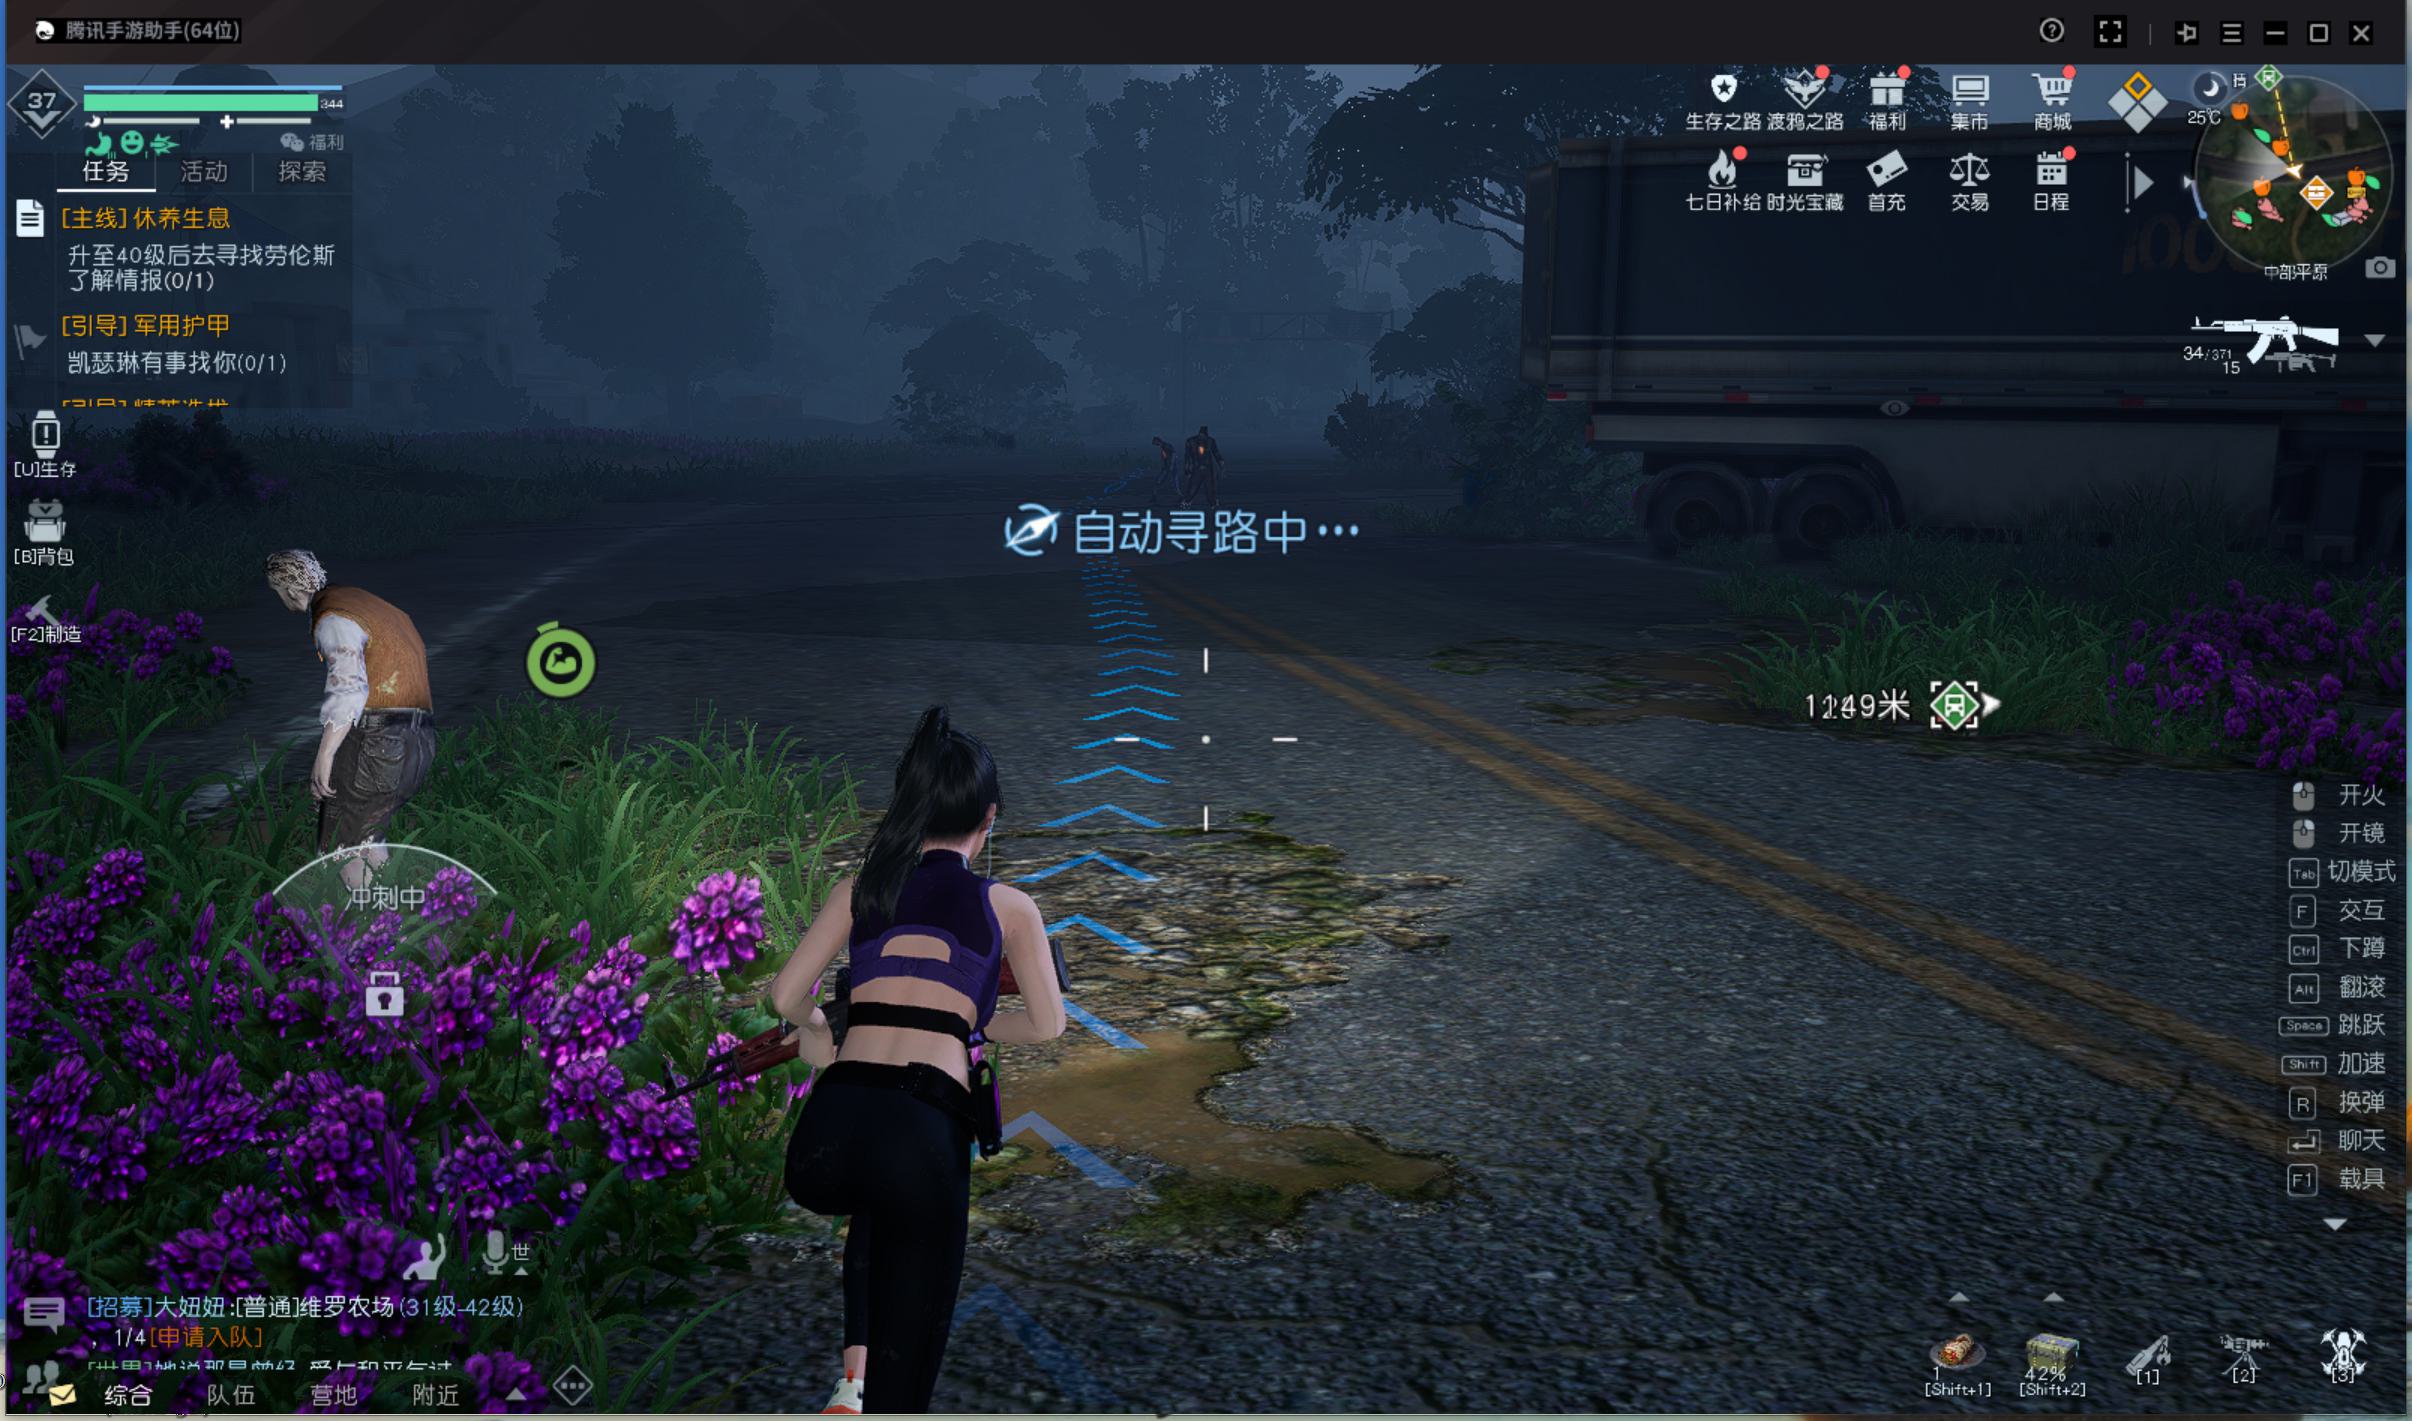 腾讯手游助手(64位)
37
344
福利
任务 活动 探索
[主线] 休养生息
升至40级后去寻找劳伦斯
了解情报(0/1)
[引导] 军用护甲
凯瑟琳有事找你(0/1)
[U]生存
[B]背包
[F2]制造
生存之路 渡鸦之路 福利 集市 商城
七日补给 时光宝藏 首充 交易 日程
25℃
中部平原
34/371
15
自动寻路中…
冲刺中
开火
开镜
Tab 切模式
F 交互
Ctrl 下蹲
Alt 翻滚
Space 跳跃
Shift 加速
R 换弹
聊天
F1 载具
世
[招募]大妞妞:[普通]维罗农场(31级-42级)
，1/4[申请入队]
综合 队伍 营地 附近
1 42%
[Shift+1] [Shift+2] [1] [2] [3]